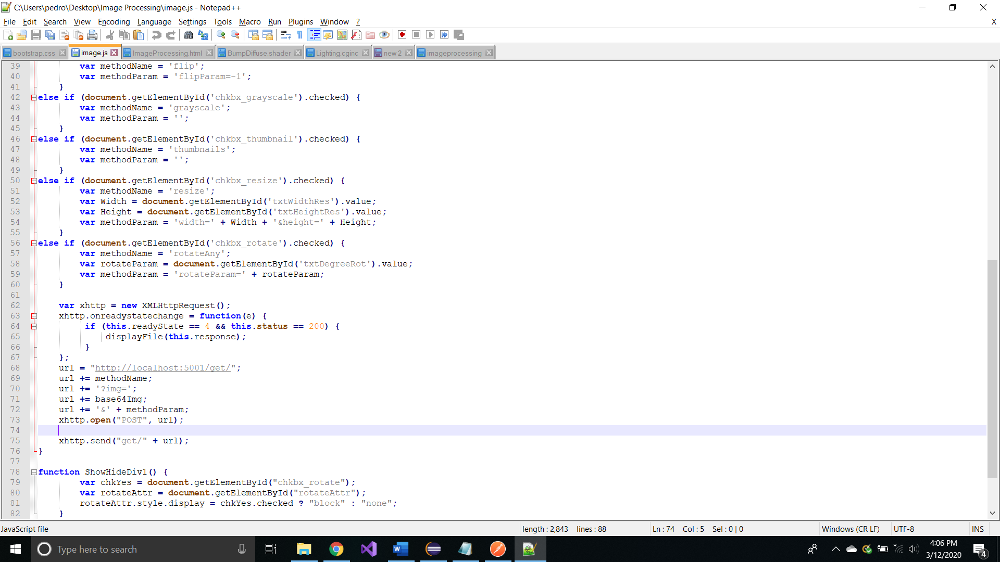 C:\Users\pedro\Desktop\Image Processing\image.js - Notepad++
File Edit Search View Encoding Language Settings Tools Macro Run Plugins Window ? X
bootstrap.css image.js ImageProcessing.html BumpDiffuse.shader Lighting.cginc new 2 imageprocessing
39 var methodName = 'flip';
40 var methodParam = 'flipParam=-1';
41 }
42 else if (document.getElementById('chkbx_grayscale').checked) {
43 var methodName = 'grayscale';
44 var methodParam = '';
45 }
46 else if (document.getElementById('chkbx_thumbnail').checked) {
47 var methodName = 'thumbnails';
48 var methodParam = '';
49 }
50 else if (document.getElementById('chkbx_resize').checked) {
51 var methodName = 'resize';
52 var Width = document.getElementById('txtWidthRes').value;
53 var Height = document.getElementById('txtHeightRes').value;
54 var methodParam = 'width=' + Width + '&height=' + Height;
55 }
56 else if (document.getElementById('chkbx_rotate').checked) {
57 var methodName = 'rotateAny';
58 var rotateParam = document.getElementById('txtDegreeRot').value;
59 var methodParam = 'rotateParam=' + rotateParam;
60 }
61
62 var xhttp = new XMLHttpRequest();
63 xhttp.onreadystatechange = function(e) {
64 if (this.readyState == 4 && this.status == 200) {
65 displayFile(this.response);
66 }
67 };
68 url = "http://localhost:5001/get/";
69 url += methodName;
70 url += '?img=';
71 url += base64Img;
72 url += '&' + methodParam;
73 xhttp.open("POST", url);
74
75 xhttp.send("get/" + url);
76 }
77
78 function ShowHideDiv1() {
79 var chkYes = document.getElementById("chkbx_rotate");
80 var rotateAttr = document.getElementById("rotateAttr");
81 rotateAttr.style.display = chkYes.checked ? "block" : "none";
82 }
JavaScript file length : 2,843 lines : 88 Ln : 74 Col : 5 Sel : 0 | 0 Windows (CR LF) UTF-8 INS
Type here to search
4:06 PM
3/12/2020
4